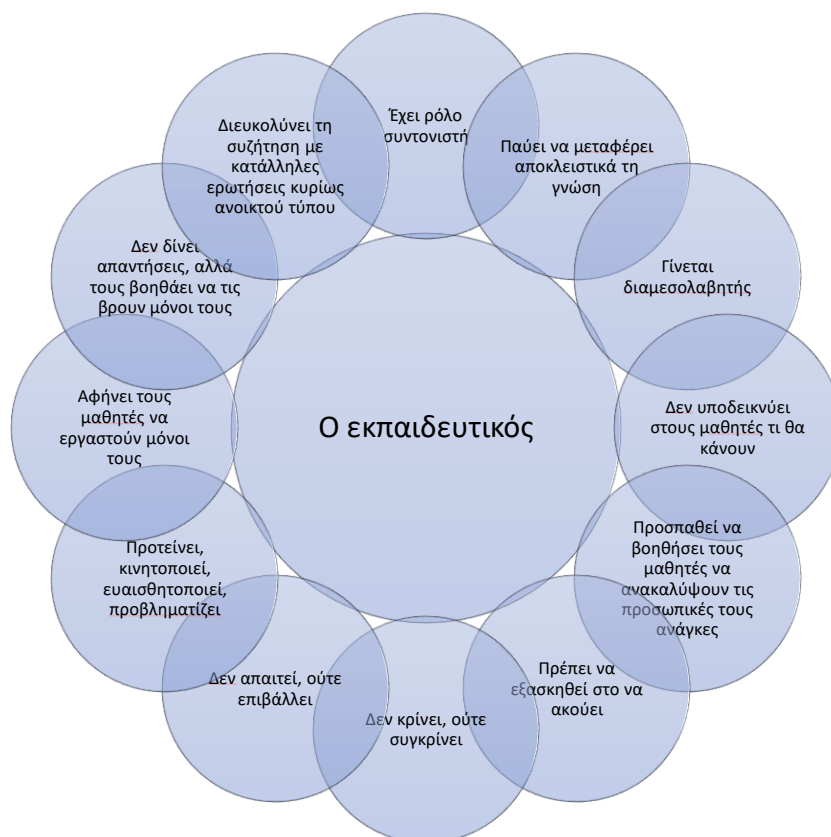 Έχει ρόλο
συντονιστή
Παύει να μεταφέρει
αποκλειστικά τη
γνώση
Γίνεται
διαμεσολαβητής
Δεν υποδεικνύει
στους μαθητές τι θα
κάνουν
Προσπαθεί να
βοηθήσει τους
μαθητές να
ανακαλύψουν τις
προσωπικές τους
ανάγκες
Πρέπει να
εξασκηθεί στο να
ακούει
Δεν κρίνει, ούτε
συγκρίνει
Δεν απαιτεί, ούτε
επιβάλλει
Προτείνει,
κινητοποιεί,
ευαισθητοποιεί,
προβληματίζει
Αφήνει τους
μαθητές να
εργαστούν μόνοι
τους
Δεν δίνει
απαντήσεις, αλλά
τους βοηθάει να τις
βρουν μόνοι τους
Διευκολύνει τη
συζήτηση με
κατάλληλες
ερωτήσεις κυρίως
ανοικτού τύπου
Ο εκπαιδευτικός